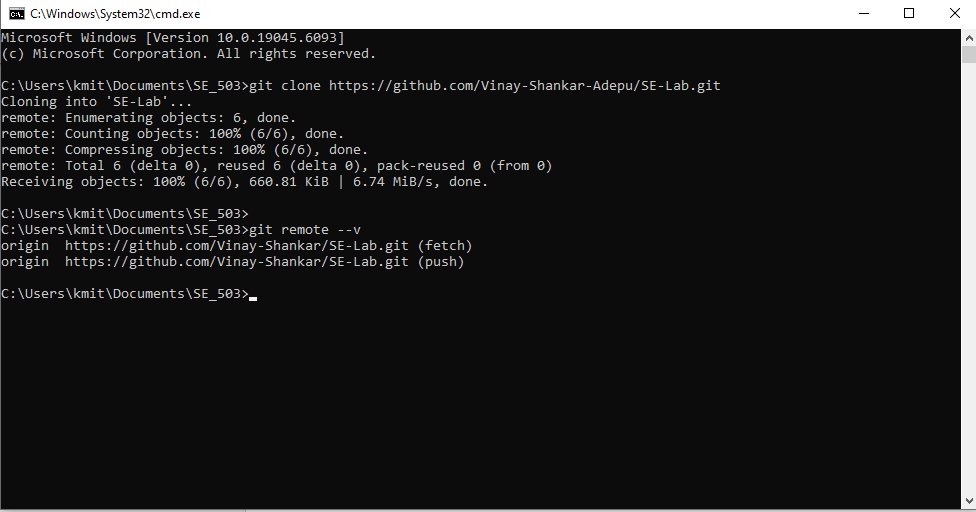 C:\Windows\System32\cmd.exe
Microsoft Windows [Version 10.0.19045.6093]
(c) Microsoft Corporation. All rights reserved.
C:\Users\kmit\Documents\SE_503>git clone https://github.com/Vinay-Shankar-Adepu/SE-Lab.git
Cloning into 'SE-Lab'...
remote: Enumerating objects: 6, done.
remote: Counting objects: 100% (6/6), done.
remote: Compressing objects: 100% (6/6), done.
remote: Total 6 (delta 0), reused 6 (delta 0), pack-reused 0 (from 0)
Receiving objects: 100% (6/6), 660.81 KiB | 6.74 MiB/s, done.
C:\Users\kmit\Documents\SE_503>
C:\Users\kmit\Documents\SE_503>git remote --v
origin  https://github.com/Vinay-Shankar/SE-Lab.git (fetch)
origin  https://github.com/Vinay-Shankar/SE-Lab.git (push)
C:\Users\kmit\Documents\SE_503>